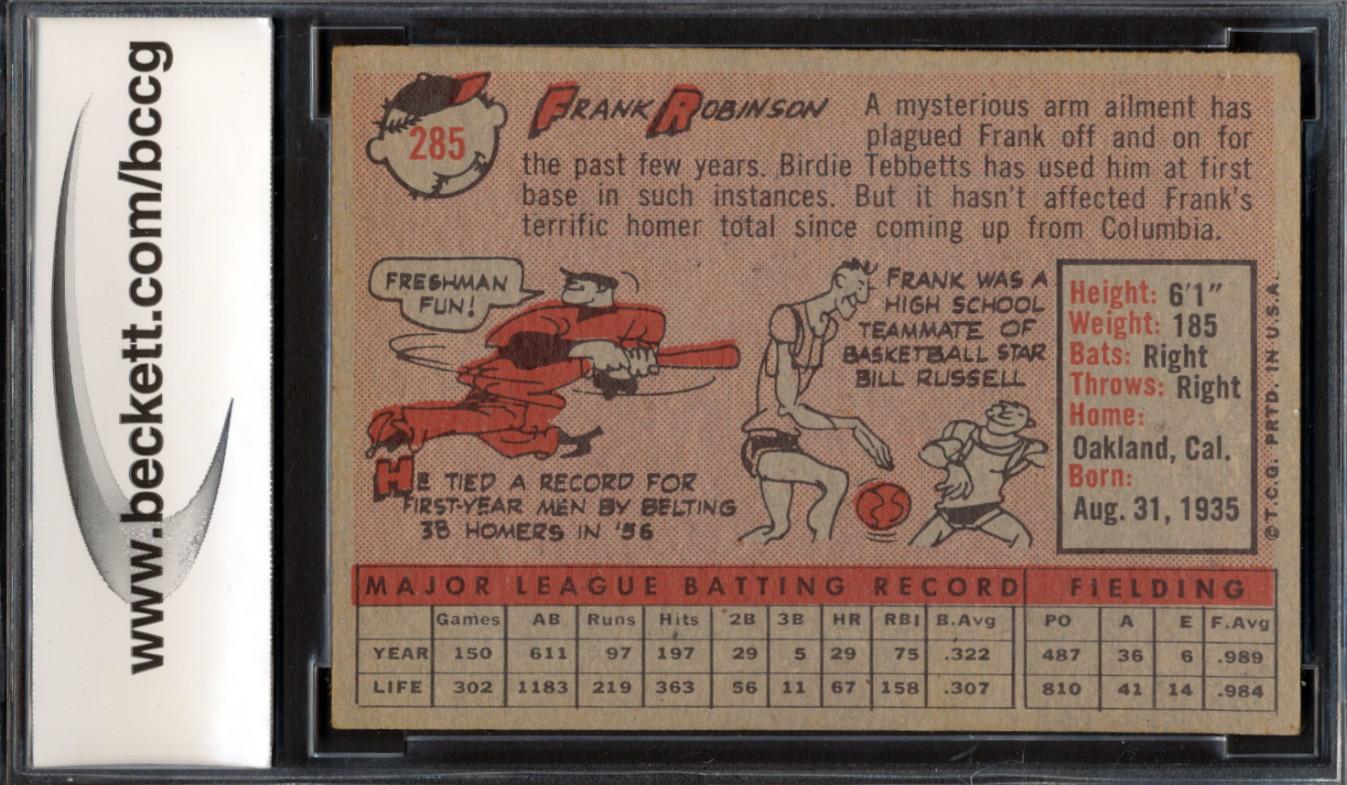 www.beckett.com/bccg
285
FRANK ROBINSON
A mysterious arm ailment has
plagued Frank off and on for
the past few years. Birdie Tebbetts has used him at first
base in such instances. But it hasn't affected Frank's
terrific homer total since coming up from Columbia.
FRESHMAN
FUN!
HE TIED A RECORD FOR
FIRST-YEAR MEN BY BELTING
38 HOMERS IN '56
FRANK WAS A
HIGH SCHOOL
TEAMMATE OF
BASKETBALL STAR
BILL RUSSELL
Height: 6'1"
Weight: 185
Bats: Right
Throws: Right
Home:
Oakland, Cal.
Born:
Aug. 31, 1935
©T.C.G. PRTD. IN U.S.A.
MAJOR LEAGUE BATTING RECORD FIELDING
Games AB Runs Hits 2B 3B HR RBI B.Avg PO A E F.Avg
YEAR 150 611 97 197 29 5 29 75 .322 487 36 6 .989
LIFE 302 1183 219 363 56 11 67 158 .307 810 41 14 .984